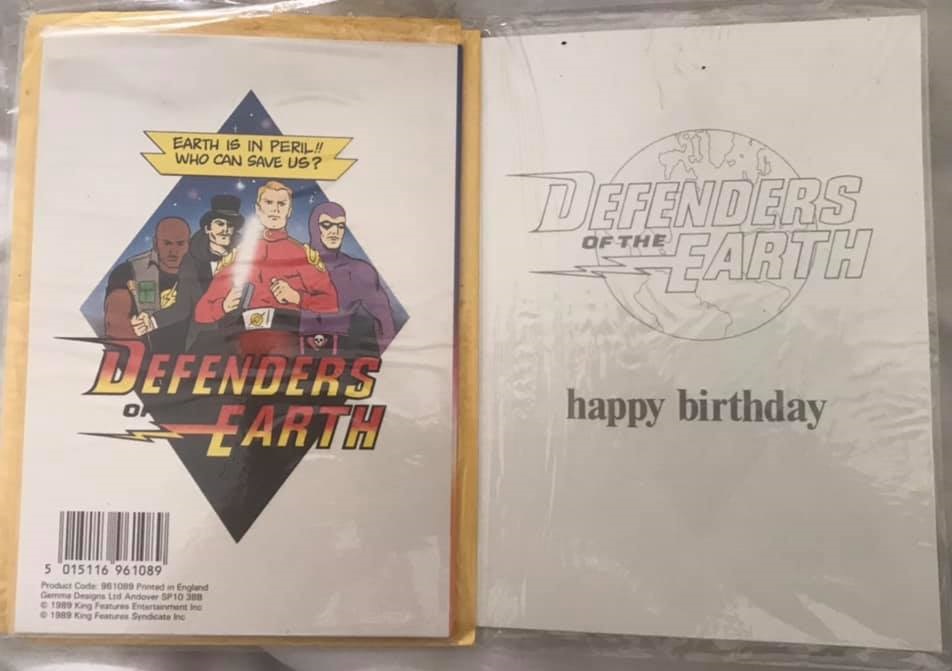 EARTH IS IN PERIL!!
WHO CAN SAVE US?
DEFENDERS
OF
EARTH
5 015116 961089
Product Code: 961089 Printed in England
Gemma Designs Ltd Andover SP10 3BB
© 1989 King Features Entertainment Inc
© 1989 King Features Syndicate Inc
DEFENDERS
OF THE
EARTH
happy birthday